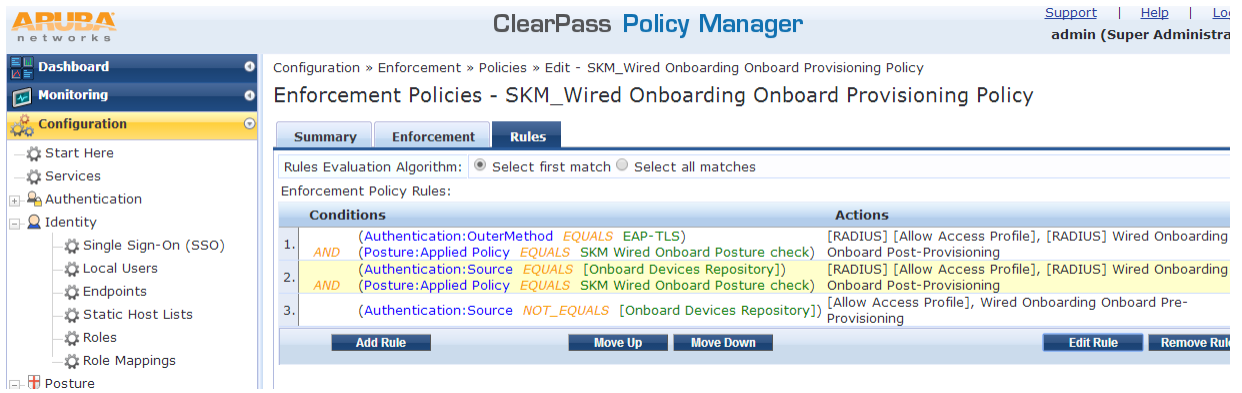 ARUBA
networks
ClearPass Policy Manager
Support | Help | Lo
admin (Super Administra
Dashboard
Monitoring
Configuration
Start Here
Services
Authentication
Identity
Single Sign-On (SSO)
Local Users
Endpoints
Static Host Lists
Roles
Role Mappings
Posture
Configuration » Enforcement » Policies » Edit - SKM_Wired Onboarding Onboard Provisioning Policy
Enforcement Policies - SKM_Wired Onboarding Onboard Provisioning Policy
Summary Enforcement Rules
Rules Evaluation Algorithm: Select first match Select all matches
Enforcement Policy Rules:
Conditions Actions
1. (Authentication:OuterMethod EQUALS EAP-TLS) [RADIUS] [Allow Access Profile], [RADIUS] Wired Onboarding
AND (Posture:Applied Policy EQUALS SKM Wired Onboard Posture check) Onboard Post-Provisioning
2. (Authentication:Source EQUALS [Onboard Devices Repository]) [RADIUS] [Allow Access Profile], [RADIUS] Wired Onboarding
AND (Posture:Applied Policy EQUALS SKM Wired Onboard Posture check) Onboard Post-Provisioning
3. (Authentication:Source NOT_EQUALS [Onboard Devices Repository]) [Allow Access Profile], Wired Onboarding Onboard Pre-
Provisioning
Add Rule Move Up Move Down Edit Rule Remove Rule